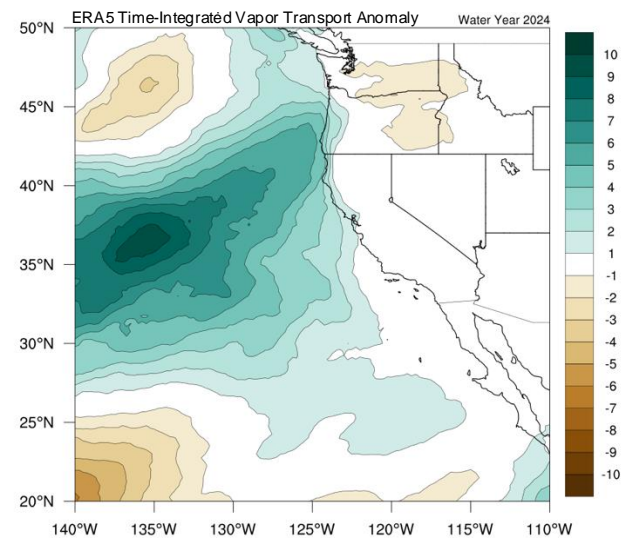 ERA5 Time-Integrated Vapor Transport Anomaly
Water Year 2024
50°N
45°N
40°N
35°N
30°N
25°N
20°N
140°W
135°W
130°W
125°W
120°W
115°W
110°W
10
9
8
7
6
5
4
3
2
1
-1
-2
-3
-4
-5
-6
-7
-8
-9
-10